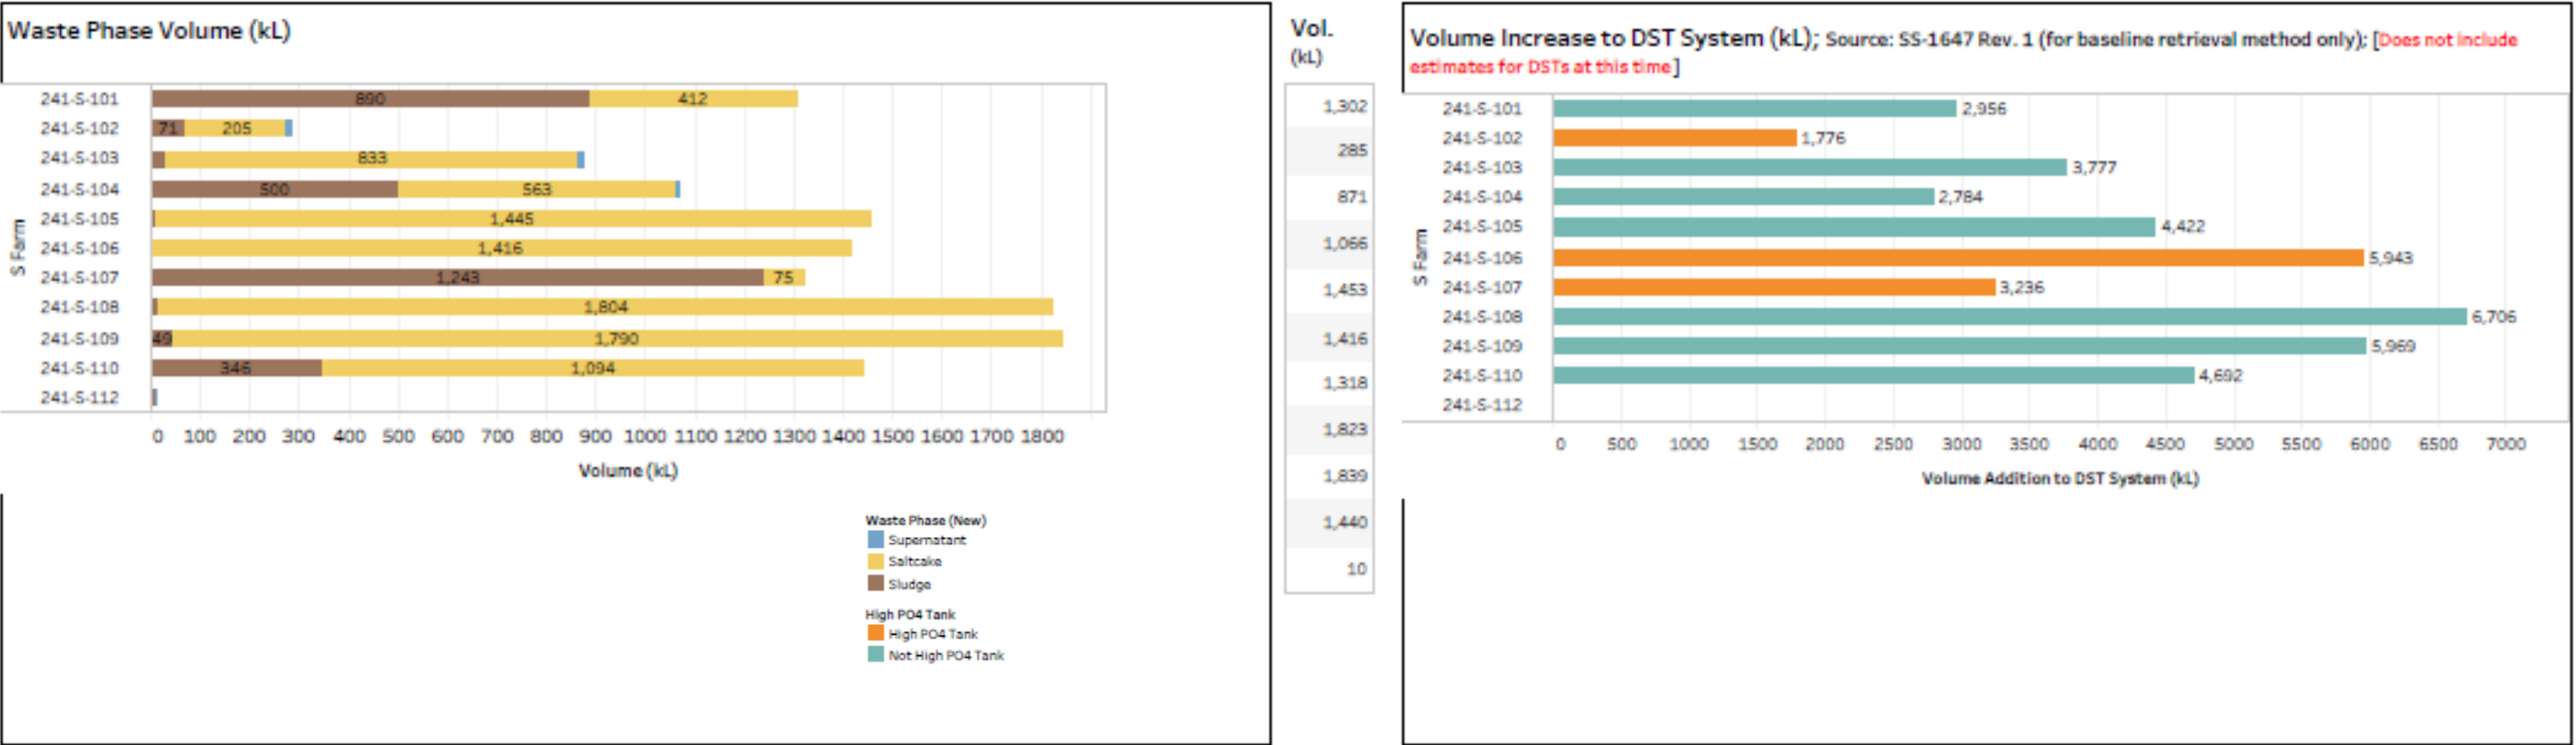 Waste Phase Volume (kL)
241-S-101 890 412
241-S-102 71 205
241-S-103 833
241-S-104 500 563
241-S-105 1,445
241-S-106 1,416
241-S-107 1,243 75
241-S-108 1,804
241-S-109 49 1,790
241-S-110 346 1,094
241-S-112
S Farm
0 100 200 300 400 500 600 700 800 900 1000 1100 1200 1300 1400 1500 1600 1700 1800
Volume (kL)
Waste Phase (New)
Supernatant
Saltcake
Sludge
High PO4 Tank
High PO4 Tank
Not High PO4 Tank
Vol.
(kL)
1,302
285
871
1,066
1,453
1,416
1,318
1,823
1,839
1,440
10
Volume Increase to DST System (kL); Source: SS-1647 Rev. 1 (for baseline retrieval method only); [Does not include
estimates for DSTs at this time]
241-S-101 2,956
241-S-102 1,776
241-S-103 3,777
241-S-104 2,784
241-S-105 4,422
241-S-106 5,943
241-S-107 3,236
241-S-108 6,706
241-S-109 5,969
241-S-110 4,692
241-S-112
S Farm
0 500 1000 1500 2000 2500 3000 3500 4000 4500 5000 5500 6000 6500 7000
Volume Addition to DST System (kL)